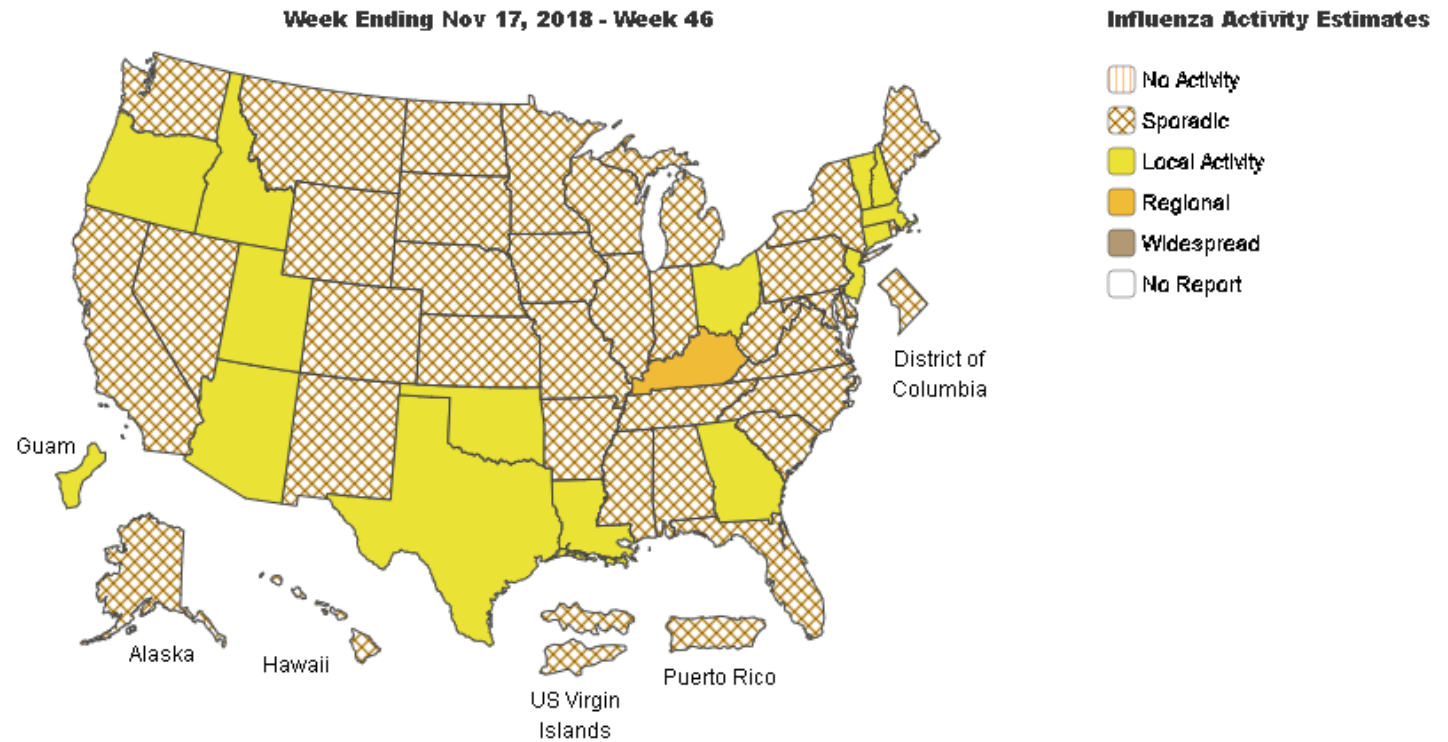 Week Ending Nov 17, 2018 - Week 46
Influenza Activity Estimates
No Activity
Sporadic
Local Activity
Regional
Widespread
No Report
District of
Columbia
Guam
Alaska
Hawaii
US Virgin
Islands
Puerto Rico